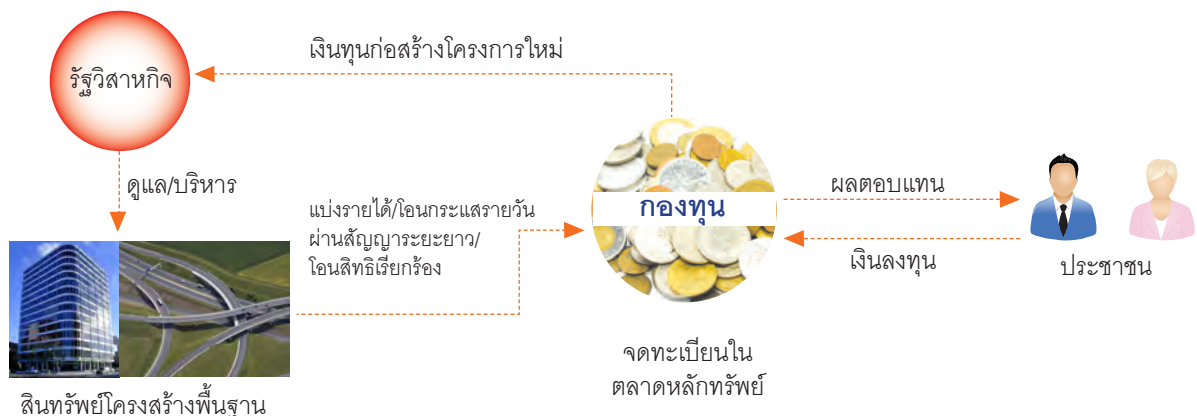 เงินทุนก่อสร้างโครงการใหม่
รัฐวิสาหกิจ
ดูแล/บริหาร
แบ่งรายได้/โอนกระแสรายวัน
ผ่านสัญญาระยะยาว/
โอนสิทธิเรียกร้อง
กองทุน
ผลตอบแทน
เงินลงทุน
ประชาชน
จดทะเบียนใน
ตลาดหลักทรัพย์
สินทรัพย์โครงสร้างพื้นฐาน